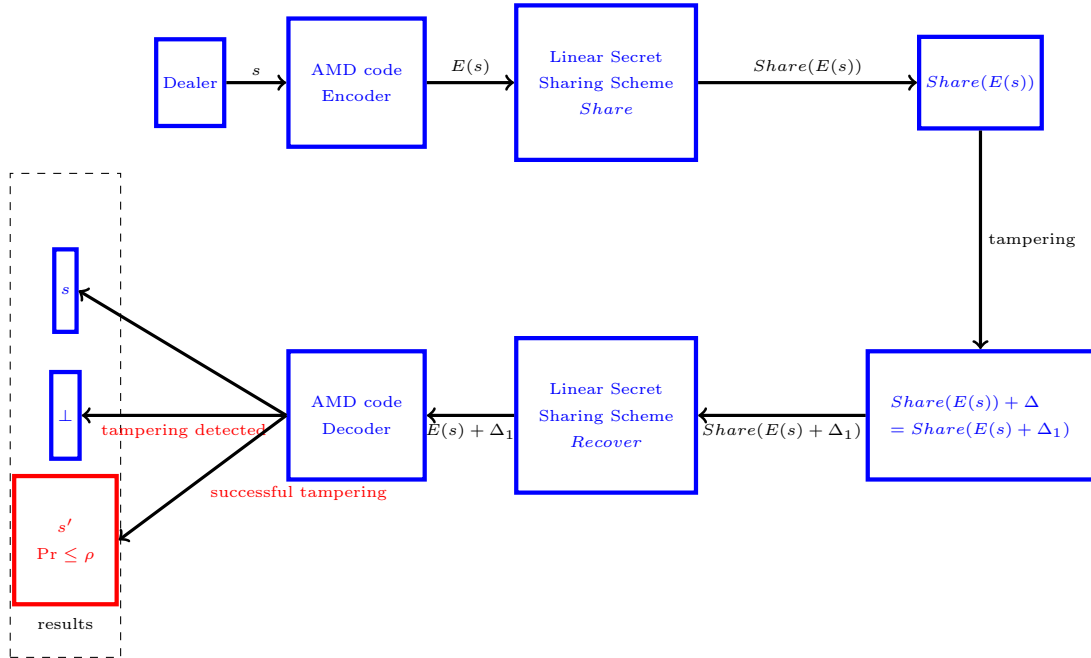 Dealer
s
AMD code
Encoder
E(s)
Linear Secret
Sharing Scheme
Share
Share(E(s))
Share(E(s))
tampering
Share(E(s)) + Δ
= Share(E(s) + Δ₁)
Share(E(s) + Δ₁)
Linear Secret
Sharing Scheme
Recover
E(s) + Δ₁
AMD code
Decoder
s
⊥
tampering detected
successful tampering
s′
Pr ≤ ρ
results